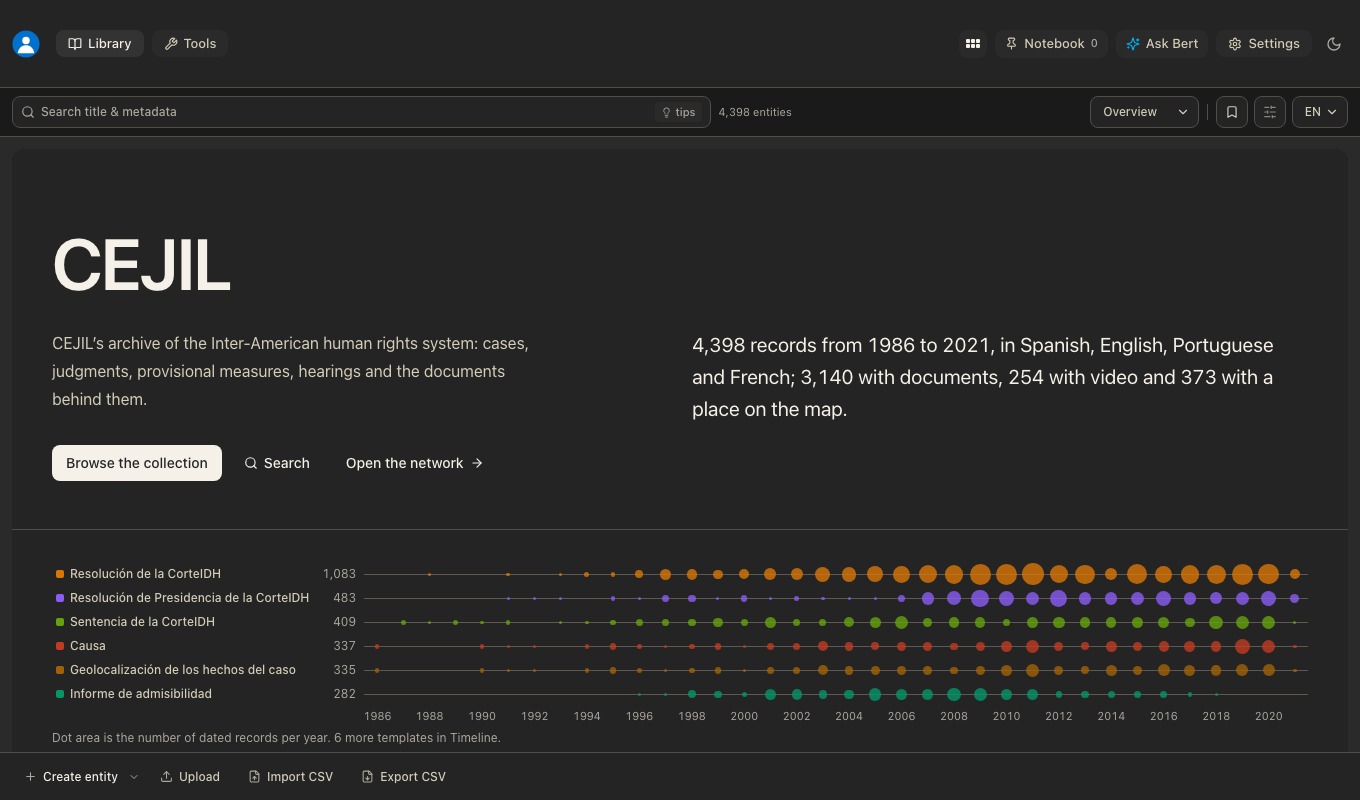 Library
Tools
Notebook 0
Ask Bert
Settings
Search title & metadata
tips
4,398 entities
Overview
EN
CEJIL
CEJIL's archive of the Inter-American human rights system: cases,
judgments, provisional measures, hearings and the documents
behind them.
4,398 records from 1986 to 2021, in Spanish, English, Portuguese
and French; 3,140 with documents, 254 with video and 373 with a
place on the map.
Browse the collection
Search
Open the network
Resolución de la CorteIDH 1,083
Resolución de Presidencia de la CorteIDH 483
Sentencia de la CorteIDH 409
Causa 337
Geolocalización de los hechos del caso 335
Informe de admisibilidad 282
1986 1988 1990 1992 1994 1996 1998 2000 2002 2004 2006 2008 2010 2012 2014 2016 2018 2020
Dot area is the number of dated records per year. 6 more templates in Timeline.
Create entity
Upload
Import CSV
Export CSV